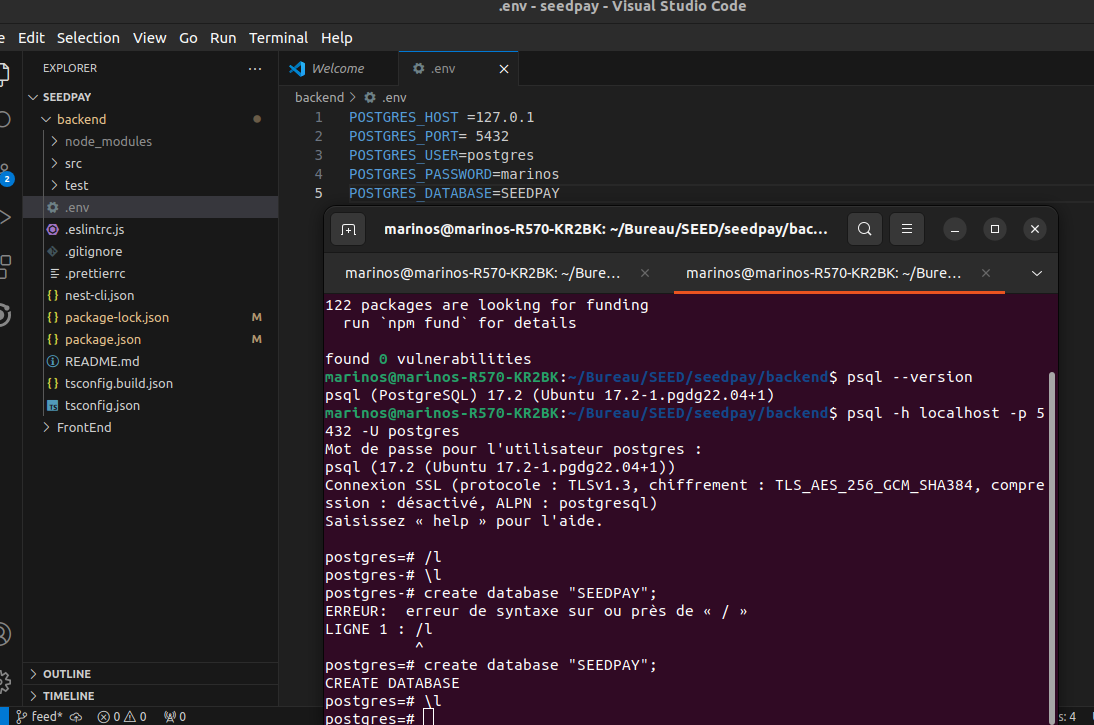 .env - seedpay - Visual Studio Code
Edit Selection View Go Run Terminal Help
EXPLORER ...
Welcome
.env
SEEDPAY
backend > .env
backend
node_modules
src
test
.env
.eslintrc.js
.gitignore
.prettierrc
nest-cli.json
package-lock.json M
package.json M
README.md
tsconfig.build.json
tsconfig.json
FrontEnd
OUTLINE
TIMELINE
2
1 POSTGRES_HOST =127.0.1
2 POSTGRES_PORT= 5432
3 POSTGRES_USER=postgres
4 POSTGRES_PASSWORD=marinos
5 POSTGRES_DATABASE=SEEDPAY
marinos@marinos-R570-KR2BK: ~/Bureau/SEED/seedpay/bac...
marinos@marinos-R570-KR2BK: ~/Bure...
marinos@marinos-R570-KR2BK: ~/Bure...
122 packages are looking for funding
run `npm fund` for details
found 0 vulnerabilities
marinos@marinos-R570-KR2BK:~/Bureau/SEED/seedpay/backend$ psql --version
psql (PostgreSQL) 17.2 (Ubuntu 17.2-1.pgdg22.04+1)
marinos@marinos-R570-KR2BK:~/Bureau/SEED/seedpay/backend$ psql -h localhost -p 5
432 -U postgres
Mot de passe pour l'utilisateur postgres :
psql (17.2 (Ubuntu 17.2-1.pgdg22.04+1))
Connexion SSL (protocole : TLSv1.3, chiffrement : TLS_AES_256_GCM_SHA384, compre
ssion : désactivé, ALPN : postgresql)
Saisissez « help » pour l'aide.
postgres=# /l
postgres-# \l
postgres-# create database "SEEDPAY";
ERREUR:  erreur de syntaxe sur ou près de « / »
LIGNE 1 : /l
^
postgres=# create database "SEEDPAY";
CREATE DATABASE
postgres=# \l
postgres=#
feed* 0 0 0
s: 4